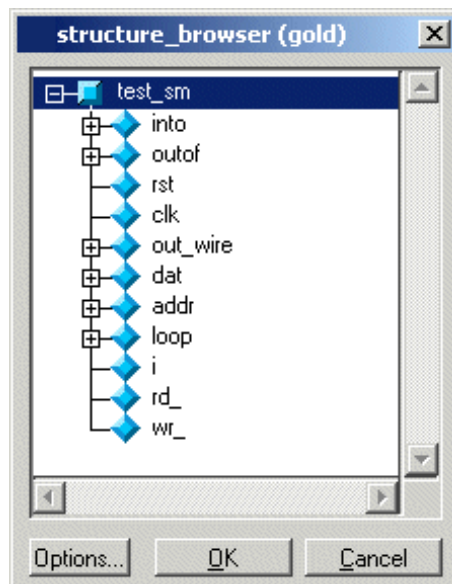 structure_browser (gold)
test_sm
into
outof
rst
clk
out_wire
dat
addr
loop
i
rd_
wr_
Options... OK Cancel